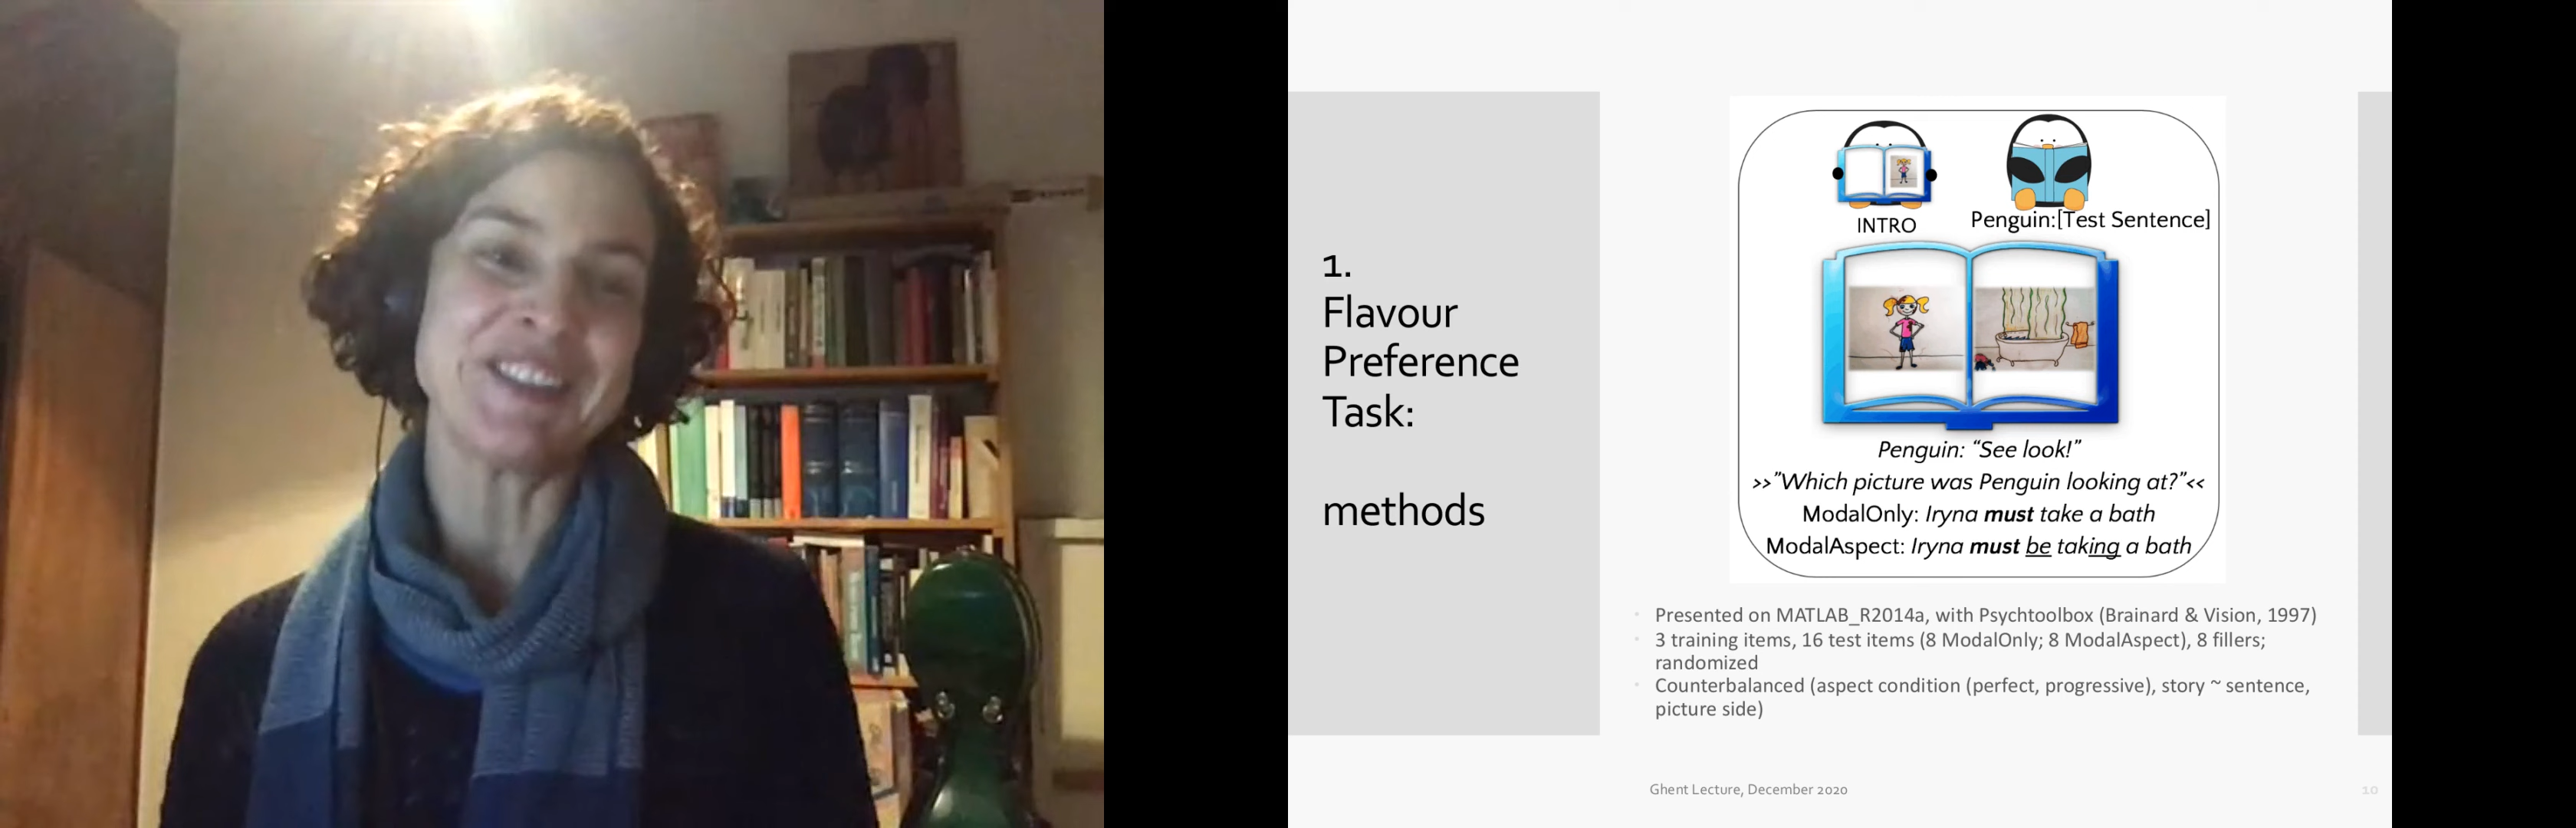 1.
Flavour
Preference
Task:
methods
INTRO
Penguin:[Test Sentence]
Penguin: “See look!”
>>”Which picture was Penguin looking at?”<<
ModalOnly: Iryna must take a bath
ModalAspect: Iryna must be taking a bath
Presented on MATLAB_R2014a, with Psychtoolbox (Brainard & Vision, 1997)
3 training items, 16 test items (8 ModalOnly; 8 ModalAspect), 8 fillers;
randomized
Counterbalanced (aspect condition (perfect, progressive), story ~ sentence,
picture side)
Ghent Lecture, December 2020
10